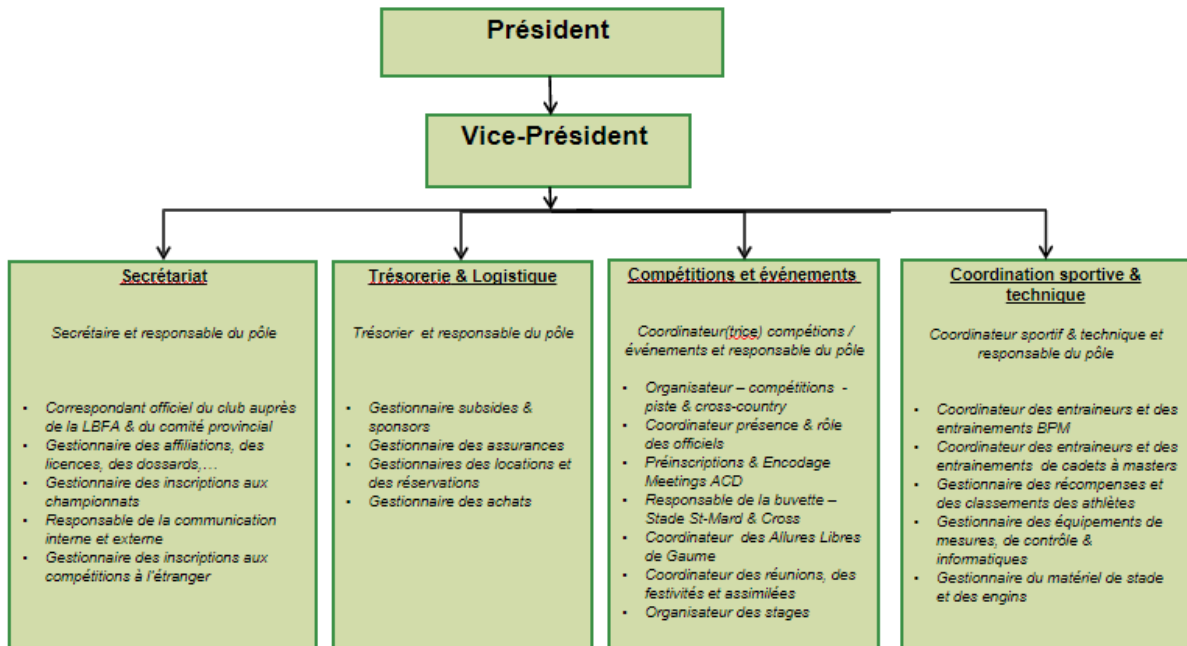 Président
Vice-Président
Secrétariat
Secrétaire et responsable du pôle
• Correspondant officiel du club auprès
de la LBFA & du comité provincial
• Gestionnaire des affiliations, des
licences, des dossards,…
• Gestionnaire des inscriptions aux
championnats
• Responsable de la communication
interne et externe
• Gestionnaire des inscriptions aux
compétitions à l'étranger
Trésorerie & Logistique
Trésorier et responsable du pôle
• Gestionnaire subsides &
sponsors
• Gestionnaire des assurances
• Gestionnaires des locations et
des réservations
• Gestionnaire des achats
Compétitions et événements
Coordinateur(trice) compétions /
événements et responsable du pôle
• Organisateur – compétitions -
piste & cross-country
• Coordinateur présence & rôle
des officiels
• Préinscriptions & Encodage
Meetings ACD
• Responsable de la buvette –
Stade St-Mard & Cross
• Coordinateur des Allures Libres
de Gaume
• Coordinateur des réunions, des
festivités et assimilées
• Organisateur des stages
Coordination sportive &
technique
Coordinateur sportif & technique et
responsable du pôle
• Coordinateur des entraineurs et des
entrainements BPM
• Coordinateur des entraineurs et des
entrainements de cadets à masters
• Gestionnaire des récompenses et
des classements des athlètes
• Gestionnaire des équipements de
mesures, de contrôle &
informatiques
• Gestionnaire du matériel de stade
et des engins